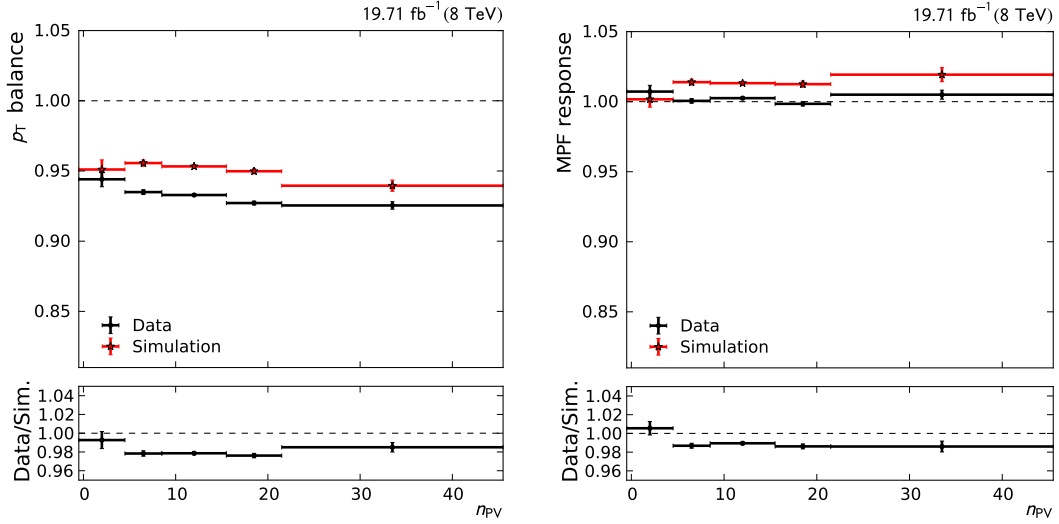 19.71 fb⁻¹ (8 TeV)
p_T balance
1.05
1.00
0.95
0.90
0.85
Data
Simulation
Data/Sim.
1.04
1.02
1.00
0.98
0.96
0 10 20 30 40
n_PV
19.71 fb⁻¹ (8 TeV)
MPF response
1.05
1.00
0.95
0.90
0.85
Data
Simulation
Data/Sim.
1.04
1.02
1.00
0.98
0.96
0 10 20 30 40
n_PV